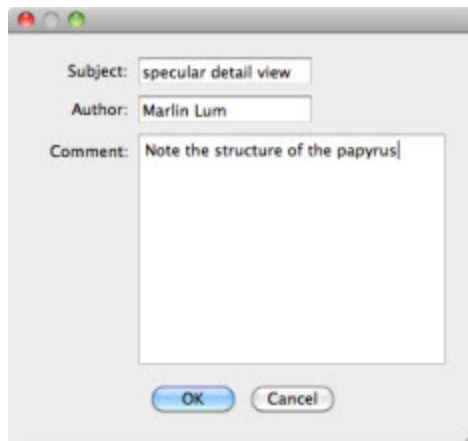 Subject: specular detail view
Author: Marlin Lum
Comment: Note the structure of the papyrus
OK Cancel